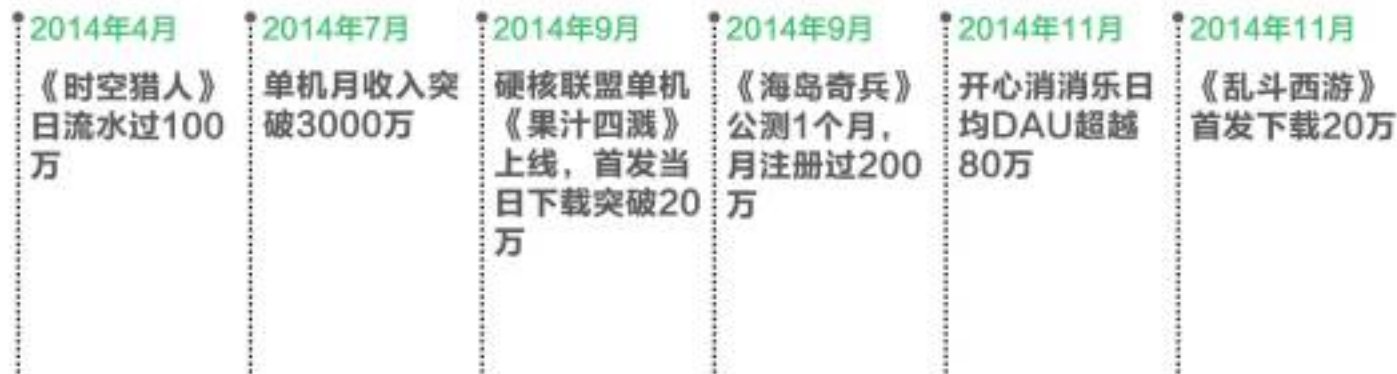 2014年4月
《时空猎人》
日流水过100
万
2014年7月
单机月收入突
破3000万
2014年9月
硬核联盟单机
《果汁四溅》
上线，首发当
日下载突破20
万
2014年9月
《海岛奇兵》
公测1个月，
月注册过200
万
2014年11月
开心消消乐日
均DAU超越
80万
2014年11月
《乱斗西游》
首发下载20万